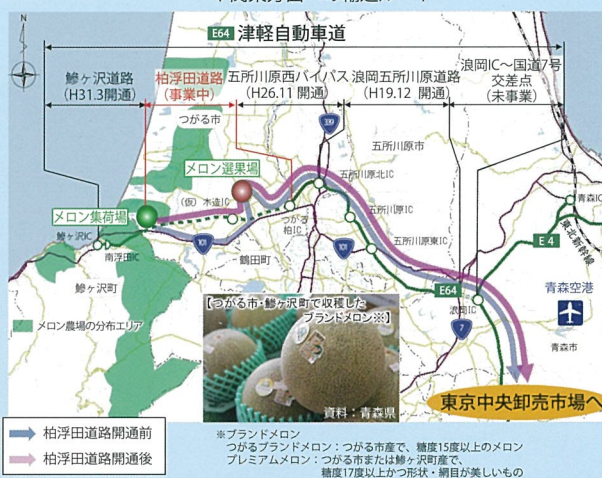 E64 津軽自動車道
鰺ヶ沢道路
(H31.3開通)
柏浮田道路
(事業中)
五所川原西バイパス
(H26.11開通)
浪岡五所川原道路
(H19.12 開通)
浪岡IC～国道7号
交差点
(未事業)
N
つがる市
339
五所川原市
メロン選果場
メロン集荷場
(仮) 木造IC
五所川原北IC
つがる
柏IC
五所川原IC
五所川原東IC
青森IC
鰺ヶ沢IC
南浮田IC
101
鶴田町
101
E 4
東北新幹線
鰺ヶ沢町
E64
浪岡IC
青森空港
メロン農場の分布エリア
【つがる市・鰺ヶ沢町で収穫した
ブランドメロン※】
7
青森市
資料：青森県
東京中央卸売市場へ
柏浮田道路開通前
柏浮田道路開通後
※ブランドメロン
つがるブランドメロン：つがる市産で、糖度15度以上のメロン
プレミアムメロン：つがる市または鰺ヶ沢町産で、
糖度17度以上かつ形状・網目が美しいもの